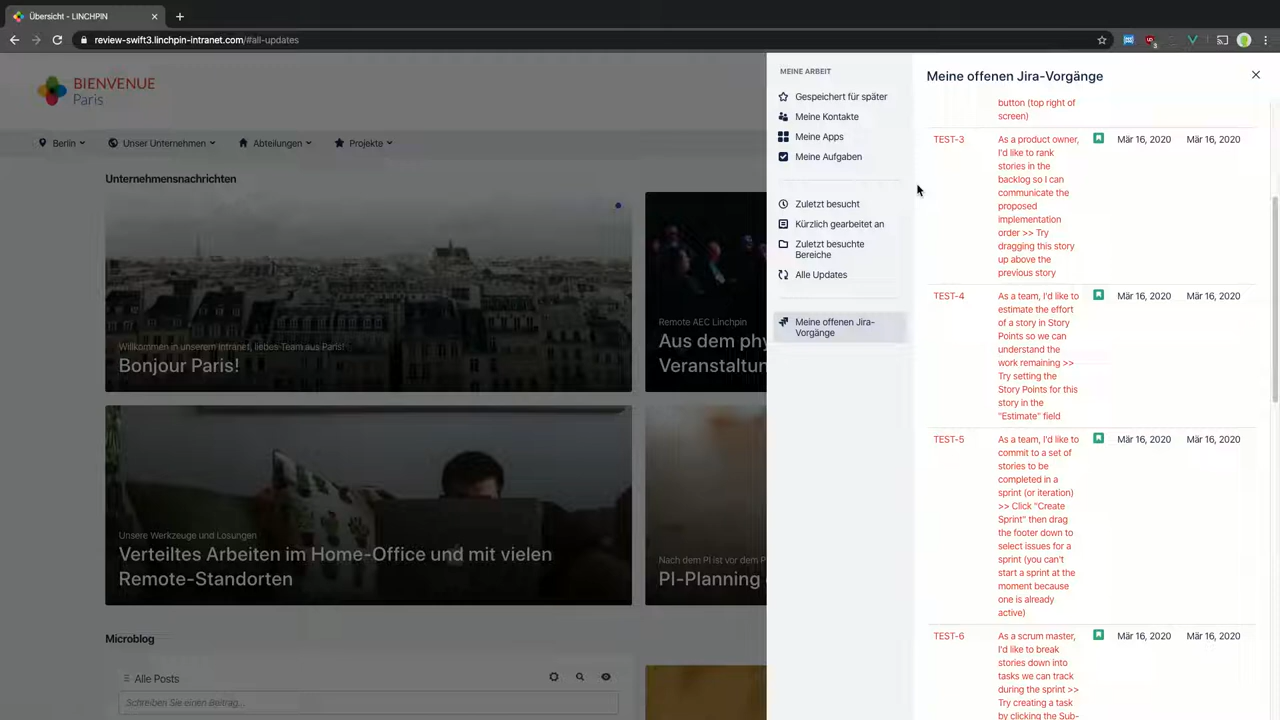 Übersicht - LINCHPIN
review-swift3.linchpin-intranet.com/#all-updates
3
BIENVENUE
Paris
Berlin
Unser Unternehmen
Abteilungen
Projekte
Unternehmensnachrichten
Willkommen in unserem Intranet, liebes Team aus Paris!
Bonjour Paris!
Remote AEC Linchpin
Aus dem phy
Veranstaltun
Unsere Werkzeuge und Lösungen
Verteiltes Arbeiten im Home-Office und mit vielen
Remote-Standorten
Nach dem PI ist vor dem P
PI-Planning
Microblog
Alle Posts
Schreiben Sie einen Beitrag...
MEINE ARBEIT
Gespeichert für später
Meine Kontakte
Meine Apps
Meine Aufgaben
Zuletzt besucht
Kürzlich gearbeitet an
Zuletzt besuchte
Bereiche
Alle Updates
Meine offenen Jira-
Vorgänge
Meine offenen Jira-Vorgänge
button (top right of
screen)
TEST-3
As a product owner,
I'd like to rank
stories in the
backlog so I can
communicate the
proposed
implementation
order >> Try
dragging this story
up above the
previous story
Mär 16, 2020
Mär 16, 2020
TEST-4
As a team, I'd like to
estimate the effort
of a story in Story
Points so we can
understand the
work remaining >>
Try setting the
Story Points for this
story in the
"Estimate" field
Mär 16, 2020
Mär 16, 2020
TEST-5
As a team, I'd like to
commit to a set of
stories to be
completed in a
sprint (or iteration)
>> Click "Create
Sprint" then drag
the footer down to
select issues for a
sprint (you can't
start a sprint at the
moment because
one is already
active)
Mär 16, 2020
Mär 16, 2020
TEST-6
As a scrum master,
I'd like to break
stories down into
tasks we can track
during the sprint >>
Try creating a task
by clicking the Sub-
Mär 16, 2020
Mär 16, 2020